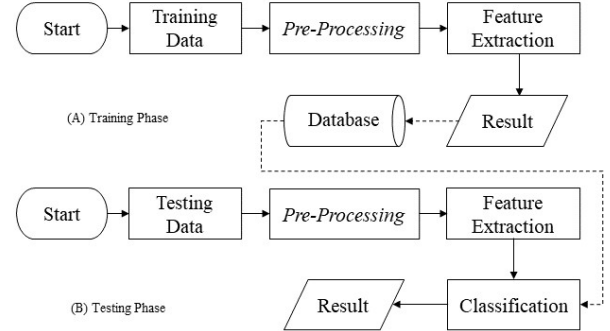 Start
Training
Data
Pre-Processing
Feature
Extraction
(A) Training Phase
Database
Result
Start
Testing
Data
Pre-Processing
Feature
Extraction
(B) Testing Phase
Result
Classification